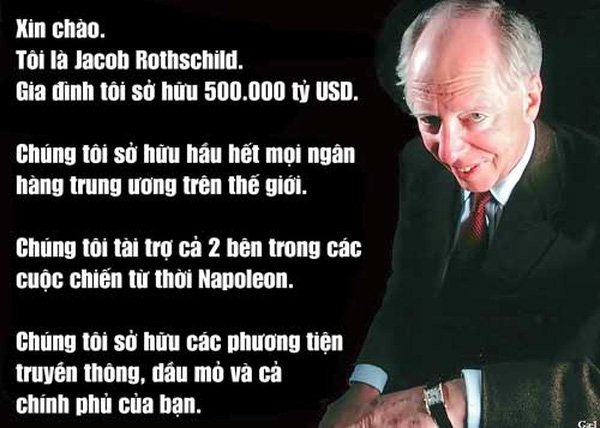 Xin chào.
Tôi là Jacob Rothschild.
Gia đình tôi sở hữu 500.000 tỷ USD.
Chúng tôi sở hữu hầu hết mọi ngân
hàng trung ương trên thế giới.
Chúng tôi tài trợ cả 2 bên trong các
cuộc chiến từ thời Napoleon.
Chúng tôi sở hữu các phương tiện
truyền thông, dầu mỏ và cả
chính phủ của bạn.